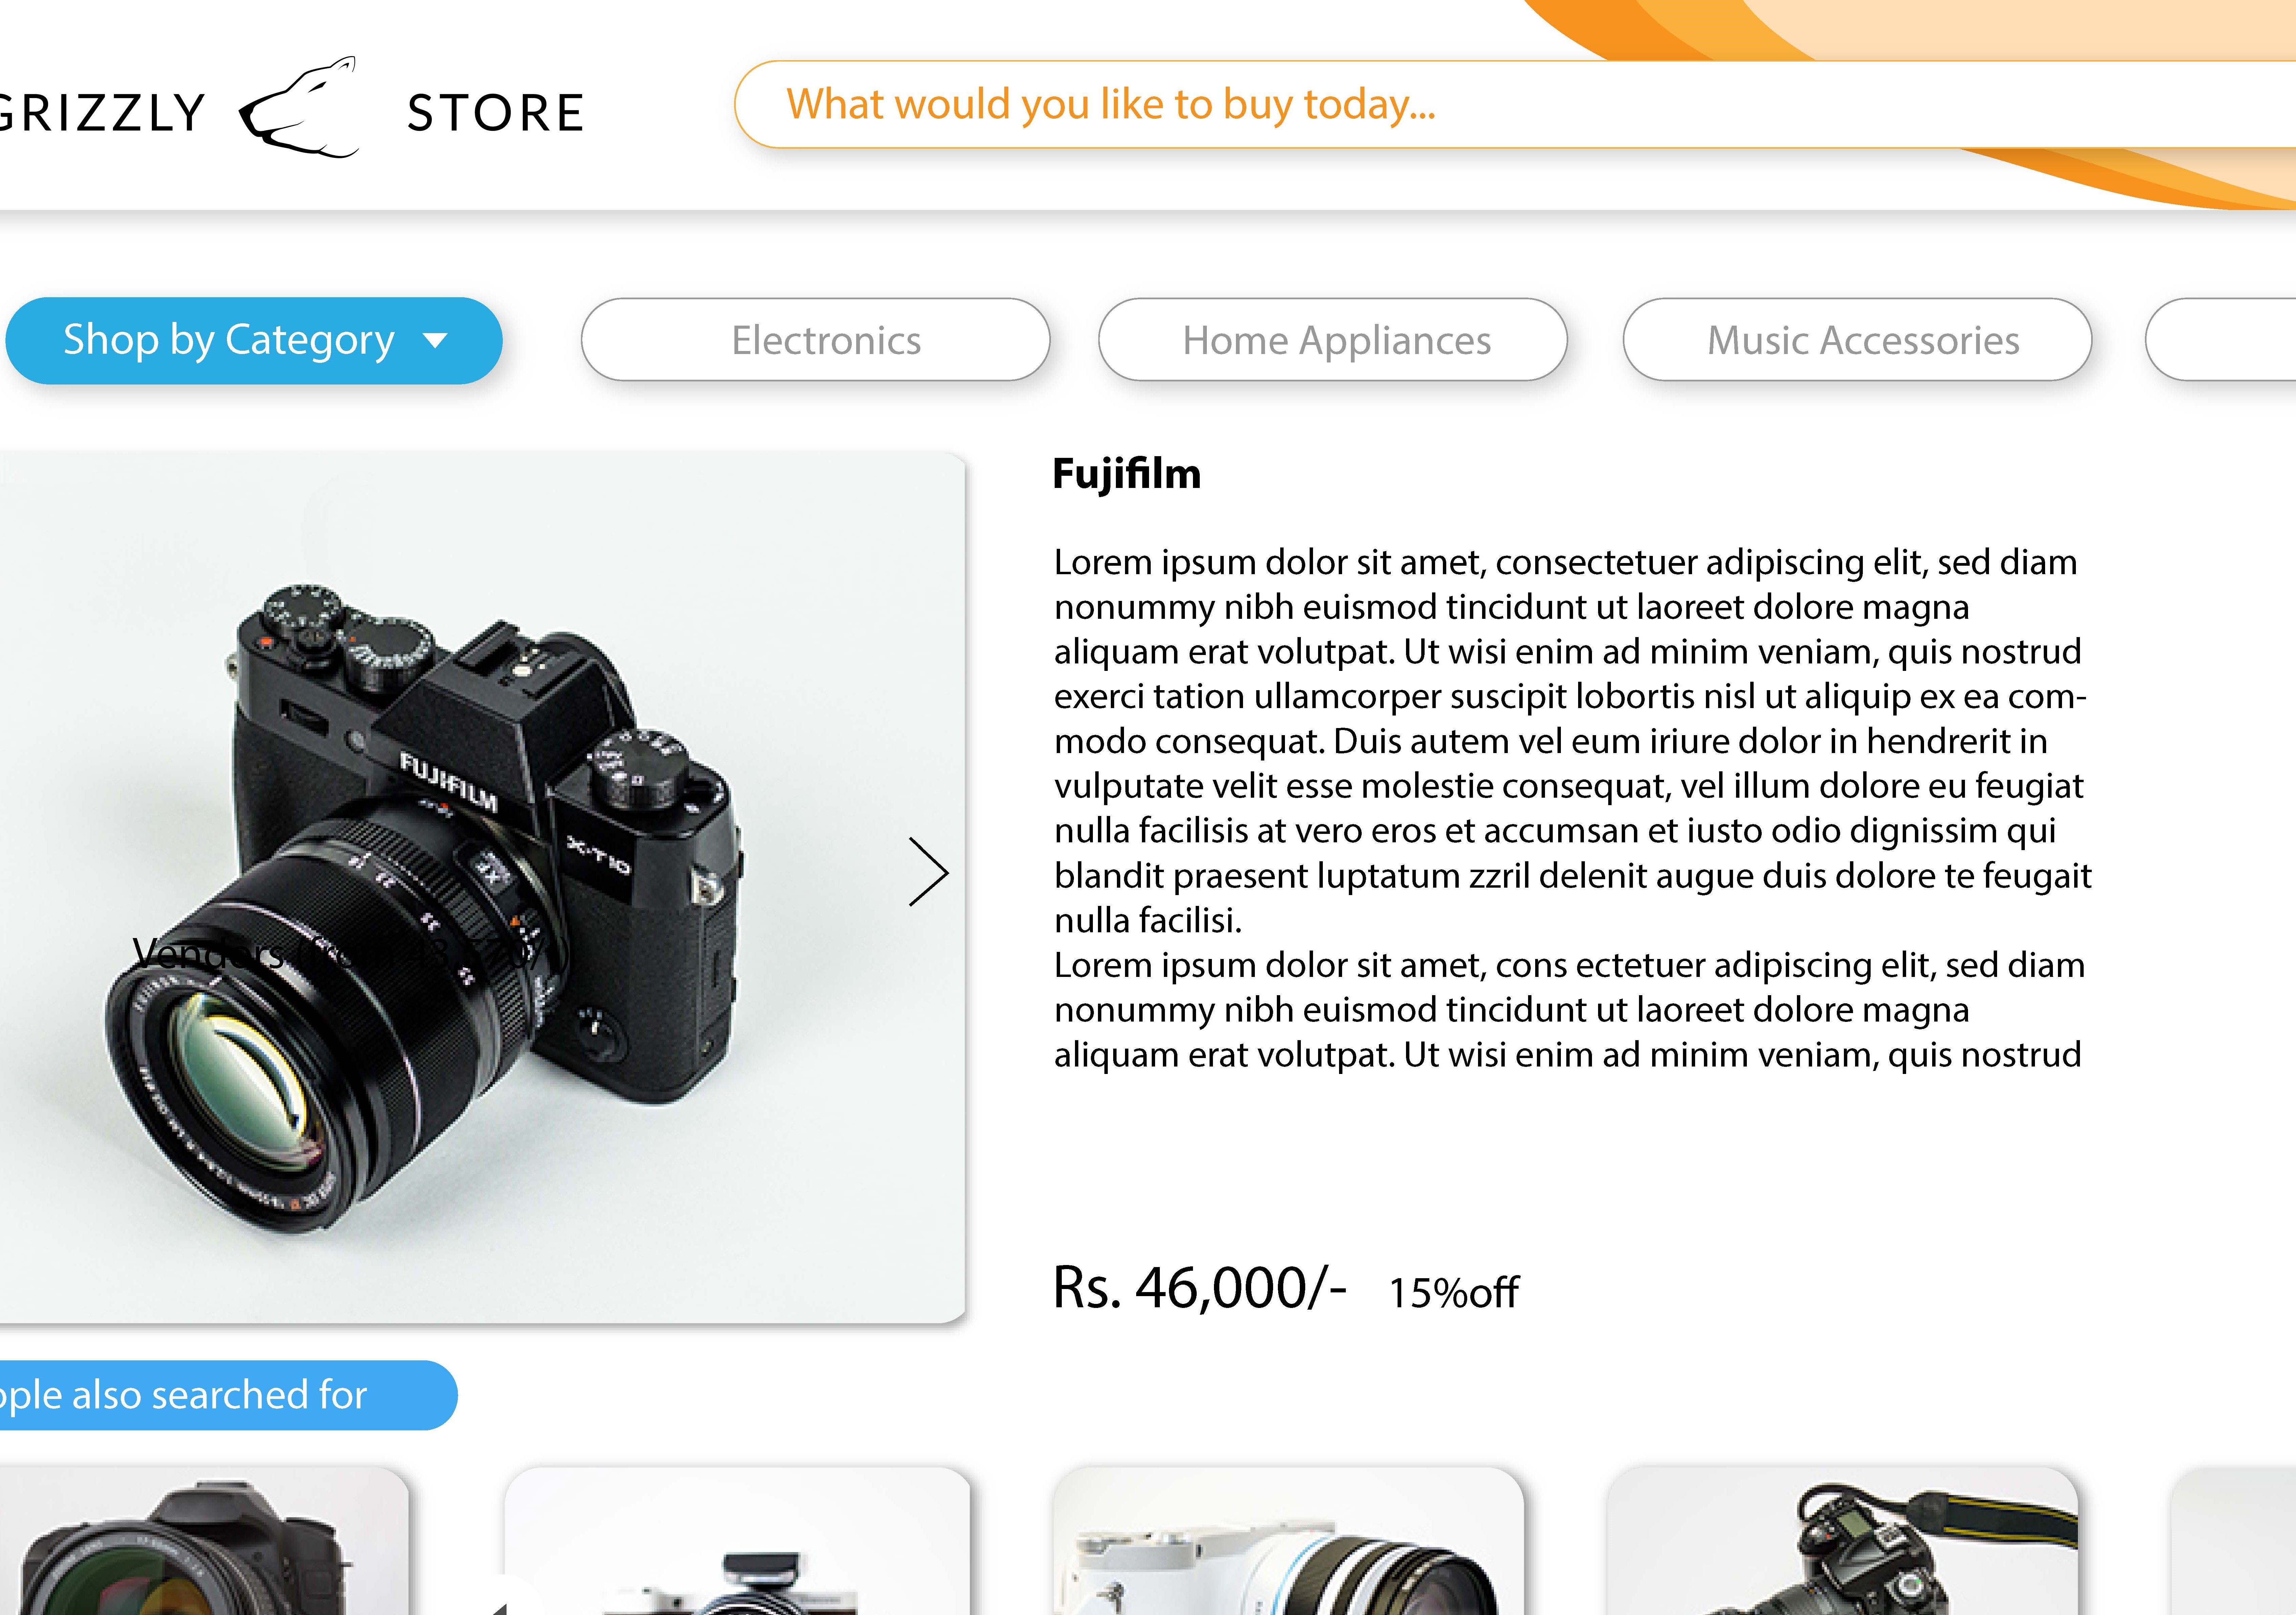 GRIZZLY STORE
What would you like to buy today...
Shop by Category
Electronics
Home Appliances
Music Accessories
Fujifilm
Lorem ipsum dolor sit amet, consectetuer adipiscing elit, sed diam
nonummy nibh euismod tincidunt ut laoreet dolore magna
aliquam erat volutpat. Ut wisi enim ad minim veniam, quis nostrud
exerci tation ullamcorper suscipit lobortis nisl ut aliquip ex ea com-
modo consequat. Duis autem vel eum iriure dolor in hendrerit in
vulputate velit esse molestie consequat, vel illum dolore eu feugiat
nulla facilisis at vero eros et accumsan et iusto odio dignissim qui
blandit praesent luptatum zzril delenit augue duis dolore te feugait
nulla facilisi.
Lorem ipsum dolor sit amet, cons ectetuer adipiscing elit, sed diam
nonummy nibh euismod tincidunt ut laoreet dolore magna
aliquam erat volutpat. Ut wisi enim ad minim veniam, quis nostrud
FUJIFILM
X-T10
XF
Vendors
Rs. 46,000/- 15%off
ople also searched for